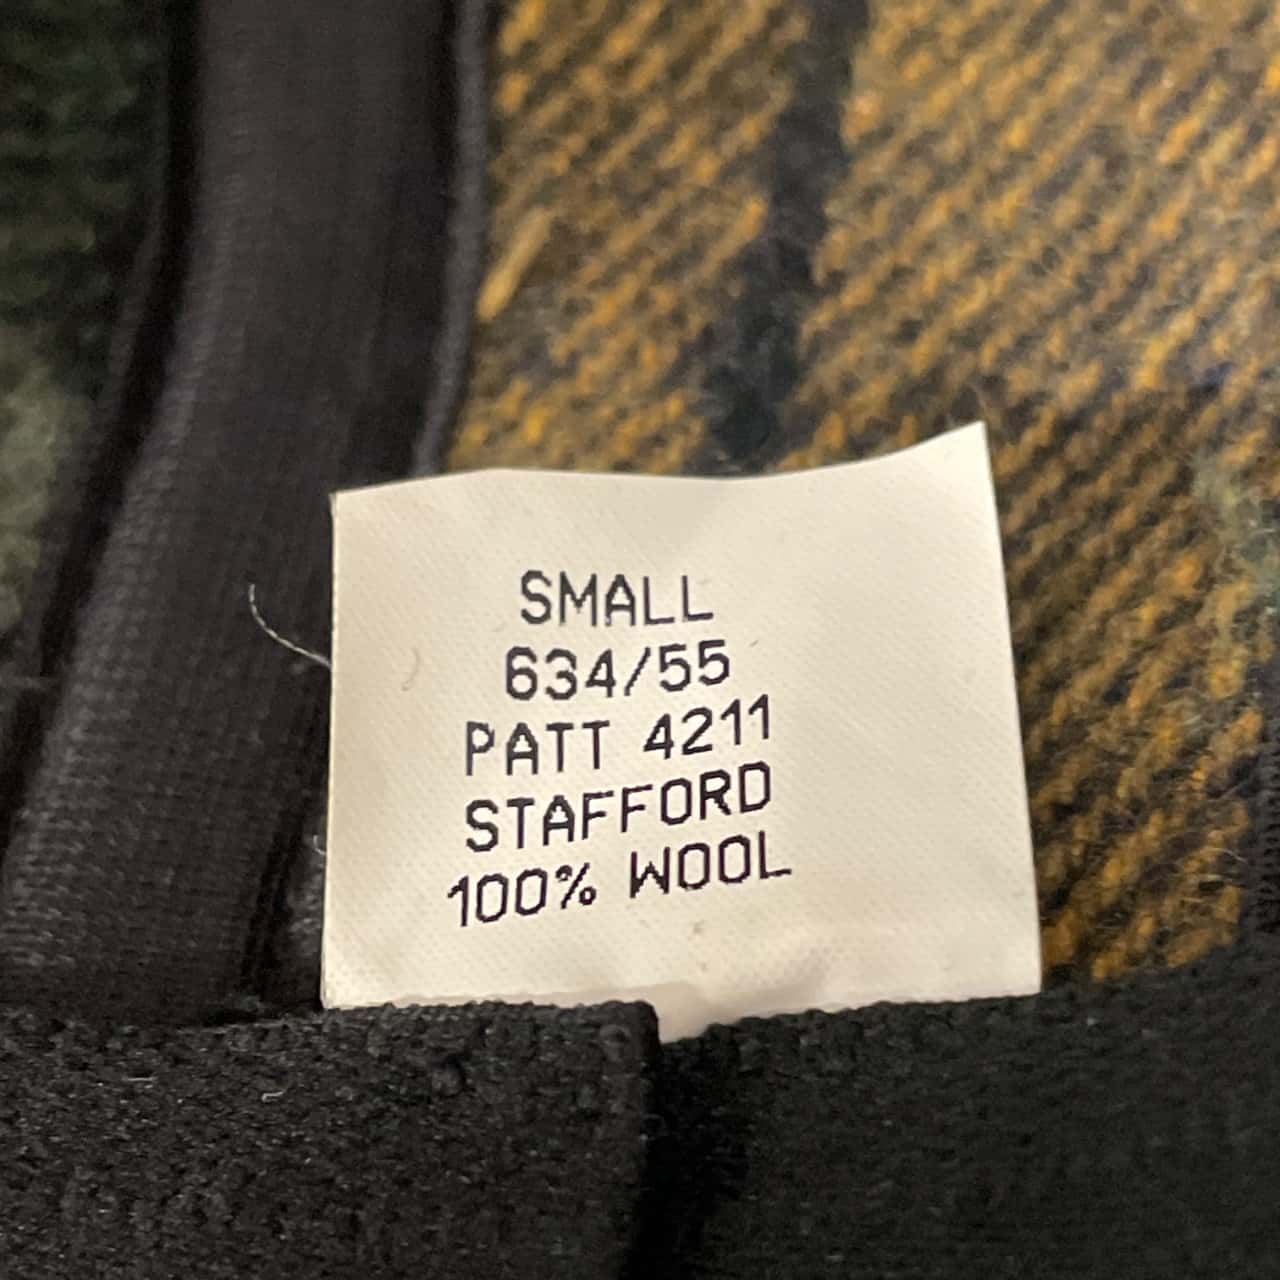 SMALL
634/55
PATT 4211
STAFFORD
100% WOOL